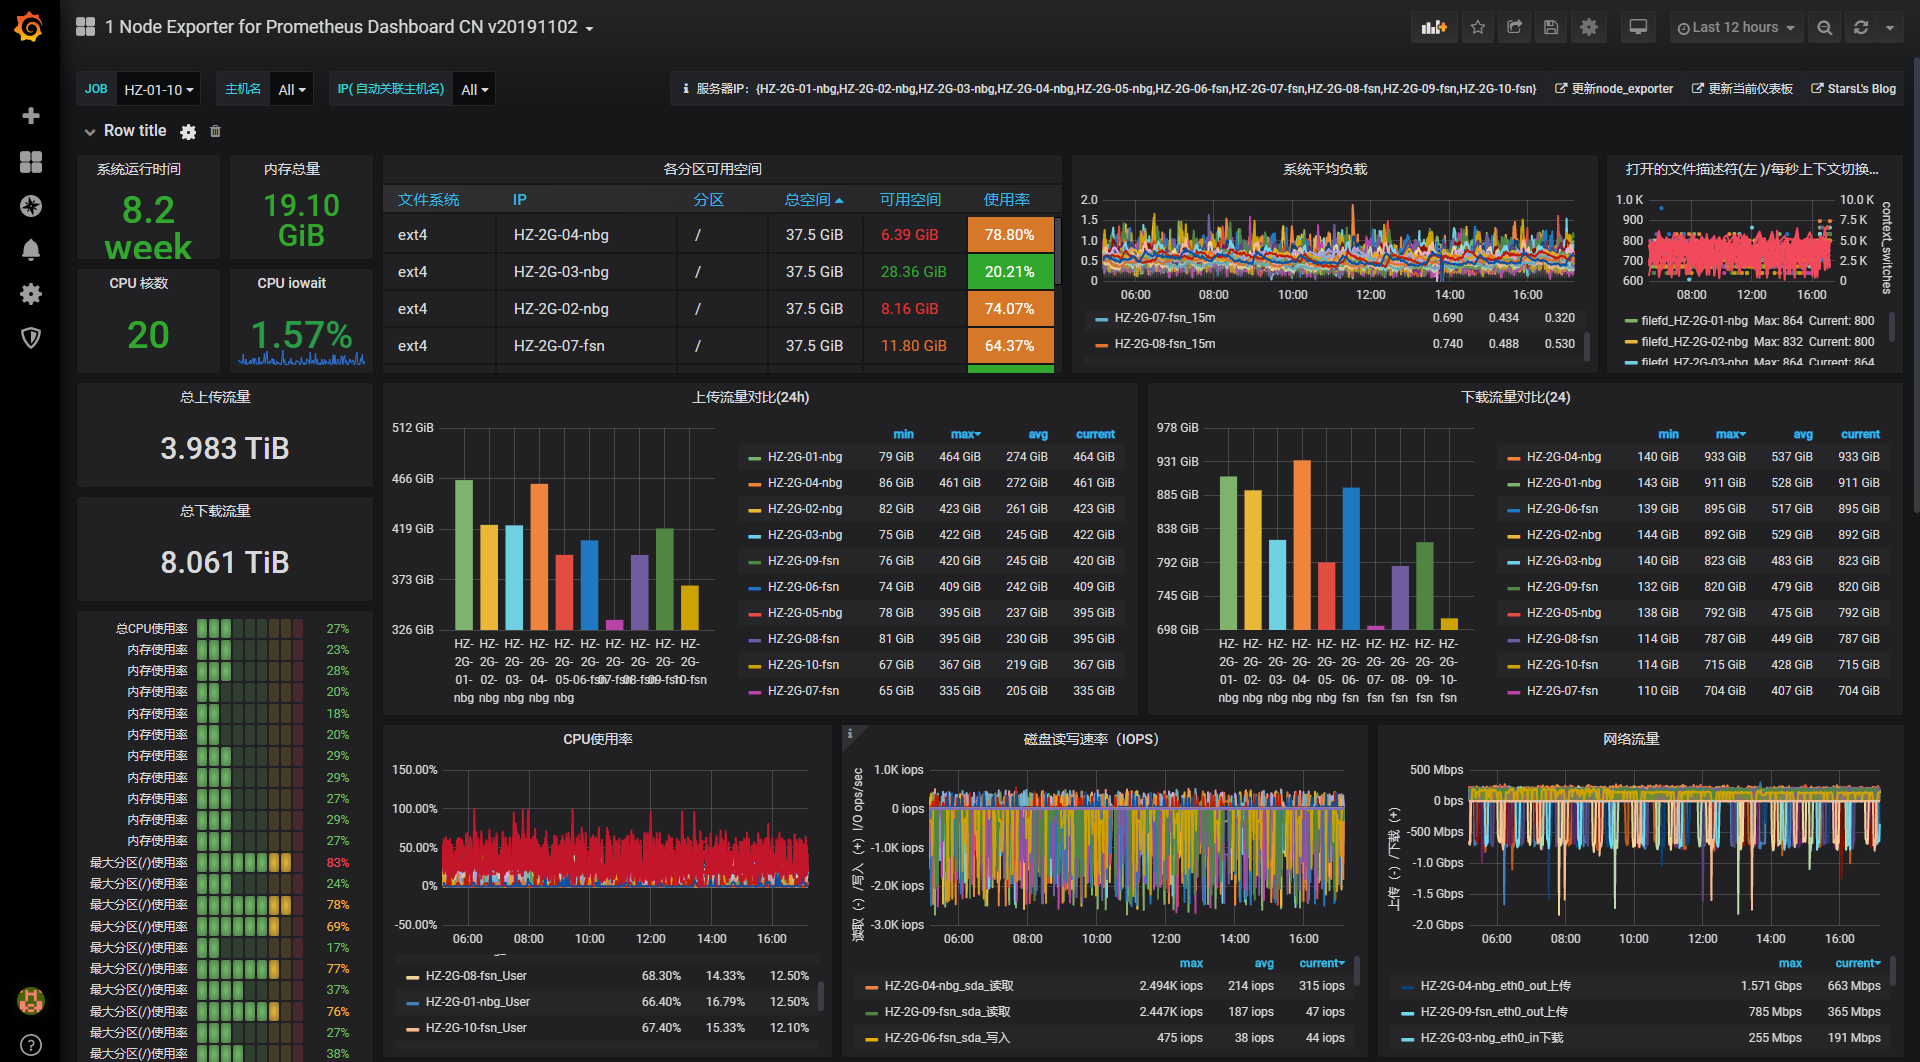 1 Node Exporter for Prometheus Dashboard CN v20191102
Last 12 hours
JOB HZ-01-10
主机名 All
IP(自动关联主机名) All
服务器IP：{HZ-2G-01-nbg,HZ-2G-02-nbg,HZ-2G-03-nbg,HZ-2G-04-nbg,HZ-2G-05-nbg,HZ-2G-06-fsn,HZ-2G-07-fsn,HZ-2G-08-fsn,HZ-2G-09-fsn,HZ-2G-10-fsn}
更新node_exporter
更新当前仪表板
StarsL's Blog
Row title
系统运行时间
8.2
week
内存总量
19.10
GiB
CPU 核数
20
CPU iowait
1.57%
各分区可用空间
文件系统 IP 分区 总空间 可用空间 使用率
ext4 HZ-2G-04-nbg / 37.5 GiB 6.39 GiB 78.80%
ext4 HZ-2G-03-nbg / 37.5 GiB 28.36 GiB 20.21%
ext4 HZ-2G-02-nbg / 37.5 GiB 8.16 GiB 74.07%
ext4 HZ-2G-07-fsn / 37.5 GiB 11.80 GiB 64.37%
系统平均负载
2.0
1.5
1.0
0.5
0
06:00 08:00 10:00 12:00 14:00 16:00
HZ-2G-07-fsn_15m 0.690 0.434 0.320
HZ-2G-08-fsn_15m 0.740 0.488 0.530
打开的文件描述符(左 )/每秒上下文切换...
1.0 K 10.0 K
900 7.5 K
800 5.0 K
700 2.5 K
600 0
context_switches
08:00 12:00 16:00
filefd_HZ-2G-01-nbg Max: 864 Current: 800
filefd_HZ-2G-02-nbg Max: 832 Current: 800
filefd_HZ-2G-03-nbg Max: 864 Current: 864
总上传流量
3.983 TiB
总下载流量
8.061 TiB
上传流量对比(24h)
512 GiB
466 GiB
419 GiB
373 GiB
326 GiB
HZ-2G-01-nbg HZ-2G-02-nbg HZ-2G-03-nbg HZ-2G-04-nbg HZ-2G-05-nbg HZ-2G-06-fsn HZ-2G-07-fsn HZ-2G-08-fsn HZ-2G-09-fsn HZ-2G-10-fsn
min max avg current
HZ-2G-01-nbg 79 GiB 464 GiB 274 GiB 464 GiB
HZ-2G-04-nbg 86 GiB 461 GiB 272 GiB 461 GiB
HZ-2G-02-nbg 82 GiB 423 GiB 261 GiB 423 GiB
HZ-2G-03-nbg 75 GiB 422 GiB 245 GiB 422 GiB
HZ-2G-09-fsn 76 GiB 420 GiB 245 GiB 420 GiB
HZ-2G-06-fsn 74 GiB 409 GiB 242 GiB 409 GiB
HZ-2G-05-nbg 78 GiB 395 GiB 237 GiB 395 GiB
HZ-2G-08-fsn 81 GiB 395 GiB 230 GiB 395 GiB
HZ-2G-10-fsn 67 GiB 367 GiB 219 GiB 367 GiB
HZ-2G-07-fsn 65 GiB 335 GiB 205 GiB 335 GiB
下载流量对比(24)
978 GiB
931 GiB
885 GiB
838 GiB
792 GiB
745 GiB
698 GiB
HZ-2G-01-nbg HZ-2G-02-nbg HZ-2G-03-nbg HZ-2G-04-nbg HZ-2G-05-nbg HZ-2G-06-fsn HZ-2G-07-fsn HZ-2G-08-fsn HZ-2G-09-fsn HZ-2G-10-fsn
min max avg current
HZ-2G-04-nbg 140 GiB 933 GiB 537 GiB 933 GiB
HZ-2G-01-nbg 143 GiB 911 GiB 528 GiB 911 GiB
HZ-2G-06-fsn 139 GiB 895 GiB 517 GiB 895 GiB
HZ-2G-02-nbg 144 GiB 892 GiB 529 GiB 892 GiB
HZ-2G-03-nbg 140 GiB 823 GiB 483 GiB 823 GiB
HZ-2G-09-fsn 132 GiB 820 GiB 479 GiB 820 GiB
HZ-2G-05-nbg 138 GiB 792 GiB 475 GiB 792 GiB
HZ-2G-08-fsn 114 GiB 787 GiB 449 GiB 787 GiB
HZ-2G-10-fsn 114 GiB 715 GiB 428 GiB 715 GiB
HZ-2G-07-fsn 110 GiB 704 GiB 407 GiB 704 GiB
总CPU使用率 27%
内存使用率 23%
内存使用率 28%
内存使用率 20%
内存使用率 18%
内存使用率 20%
内存使用率 29%
内存使用率 29%
内存使用率 27%
内存使用率 29%
内存使用率 27%
最大分区(/)使用率 83%
最大分区(/)使用率 24%
最大分区(/)使用率 78%
最大分区(/)使用率 69%
最大分区(/)使用率 17%
最大分区(/)使用率 77%
最大分区(/)使用率 37%
最大分区(/)使用率 76%
最大分区(/)使用率 27%
最大分区(/)使用率 38%
CPU使用率
150.00%
100.00%
50.00%
0%
-50.00%
06:00 08:00 10:00 12:00 14:00 16:00
HZ-2G-08-fsn_User 68.30% 14.33% 12.50%
HZ-2G-01-nbg_User 66.40% 16.79% 12.50%
HZ-2G-10-fsn_User 67.40% 15.33% 12.10%
磁盘读写速率（IOPS）
读取（-）/写入（+）I/O ops/sec
1.0K iops
0 iops
-1.0K iops
-2.0K iops
-3.0K iops
06:00 08:00 10:00 12:00 14:00 16:00
max avg current
HZ-2G-04-nbg_sda_读取 2.494K iops 214 iops 315 iops
HZ-2G-09-fsn_sda_读取 2.447K iops 187 iops 47 iops
HZ-2G-06-fsn_sda_写入 475 iops 38 iops 44 iops
网络流量
上传（-）/下载（+）
500 Mbps
0 bps
-500 Mbps
-1.0 Gbps
-1.5 Gbps
-2.0 Gbps
06:00 08:00 10:00 12:00 14:00 16:00
max current
HZ-2G-04-nbg_eth0_out上传 1.571 Gbps 663 Mbps
HZ-2G-09-fsn_eth0_out上传 785 Mbps 365 Mbps
HZ-2G-03-nbg_eth0_in下载 255 Mbps 191 Mbps